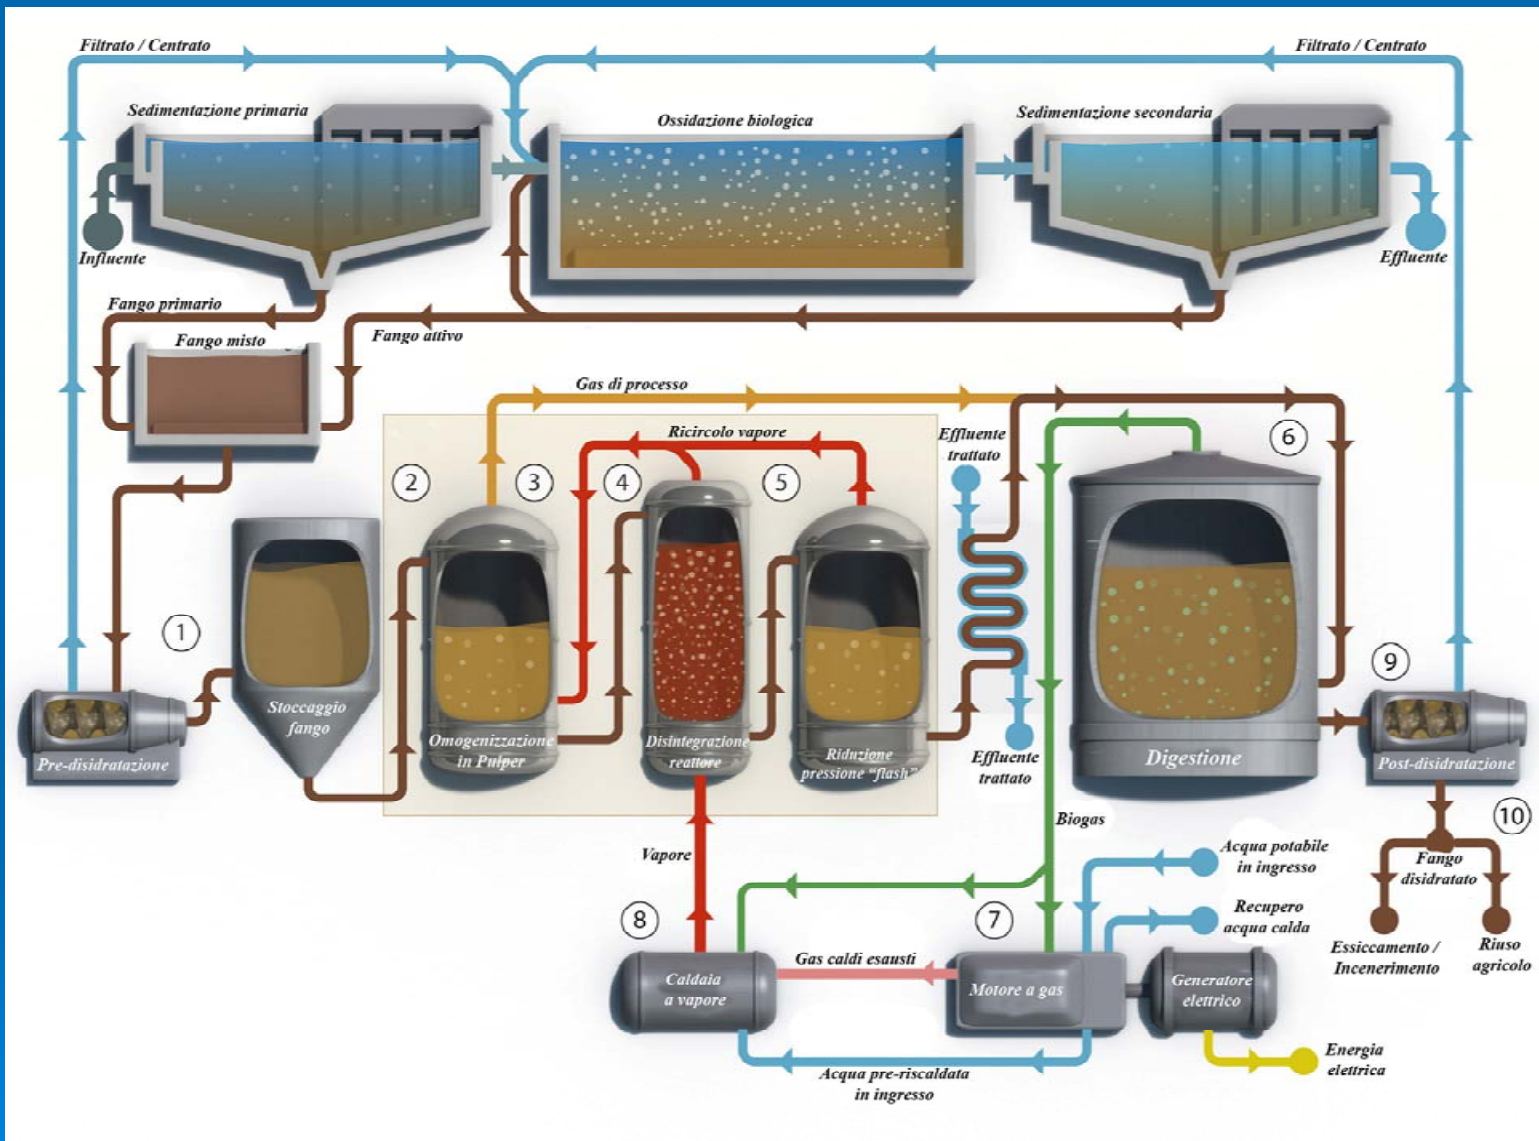 Filtrato / Centrato
Filtrato / Centrato
Sedimentazione primaria
Ossidazione biologica
Sedimentazione secondaria
Influente
Effluente
Fango primario
Fango misto
Fango attivo
Gas di processo
Ricircolo vapore
Effluente
trattato
2
3
4
5
6
1
9
Stoccaggio
fango
Pre-disidratazione
Omogenizzazione
in Pulper
Disintegrazione
reattore
Riduzione
pressione “flash”
Effluente
trattato
Digestione
Post-disidratazione
10
Vapore
Biogas
Acqua potabile
in ingresso
Fango
disidratato
8
7
Recupero
acqua calda
Essiccamento /
Incenerimento
Riuso
agricolo
Gas caldi esausti
Caldaia
a vapore
Motore a gas
Generatore
elettrico
Acqua pre-riscaldata
in ingresso
Energia
elettrica